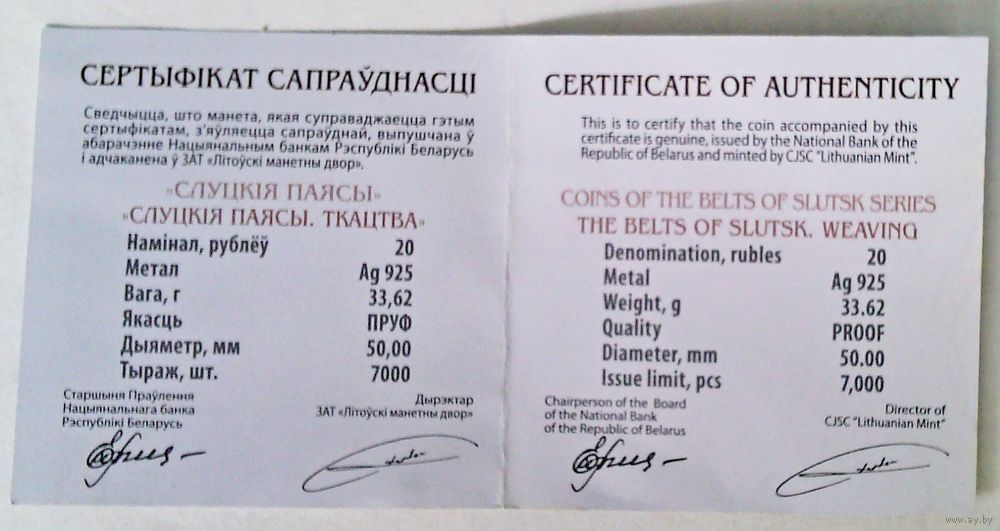 СЕРТЫФІКАТ САПРАЎДНАСЦІ
Сведчыцца, што манета, якая суправаджаецца гэтым
сертыфікатам, з'яўляецца сапраўднай, выпушчана ў
абарачэнне Нацыянальным банкам Рэспублікі Беларусь
і адчаканена ў ЗАТ «Літоўскі манетны двор».
«СЛУЦКІЯ ПАЯСЫ»
«СЛУЦКІЯ ПАЯСЫ. ТКАЦТВА»
Намінал, рублёў 20
Метал Ag 925
Вага, г 33,62
Якасць ПРУФ
Дыяметр, мм 50,00
Тыраж, шт. 7000
Старшыня Праўлення
Нацыянальнага банка
Рэспублікі Беларусь
Дырэктар
ЗАТ «Літоўскі манетны двор»
CERTIFICATE OF AUTHENTICITY
This is to certify that the coin accompanied by this
certificate is genuine, issued by the National Bank of the
Republic of Belarus and minted by CJSC "Lithuanian Mint".
COINS OF THE BELTS OF SLUTSK SERIES
THE BELTS OF SLUTSK. WEAVING
Denomination, rubles 20
Metal Ag 925
Weight, g 33.62
Quality PROOF
Diameter, mm 50.00
Issue limit, pcs 7,000
Chairperson of the Board
of the National Bank
of the Republic of Belarus
Director of
CJSC "Lithuanian Mint"
www.ay.by